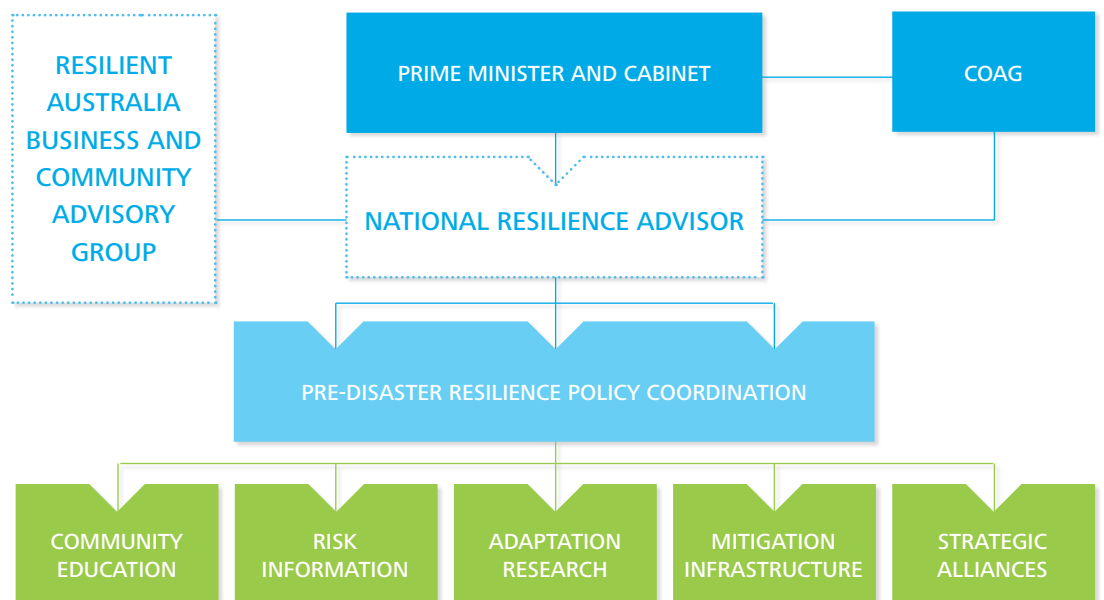 RESILIENT
AUSTRALIA
BUSINESS AND
COMMUNITY
ADVISORY
GROUP
PRIME MINISTER AND CABINET
COAG
NATIONAL RESILIENCE ADVISOR
PRE-DISASTER RESILIENCE POLICY COORDINATION
COMMUNITY
EDUCATION
RISK
INFORMATION
ADAPTATION
RESEARCH
MITIGATION
INFRASTRUCTURE
STRATEGIC
ALLIANCES